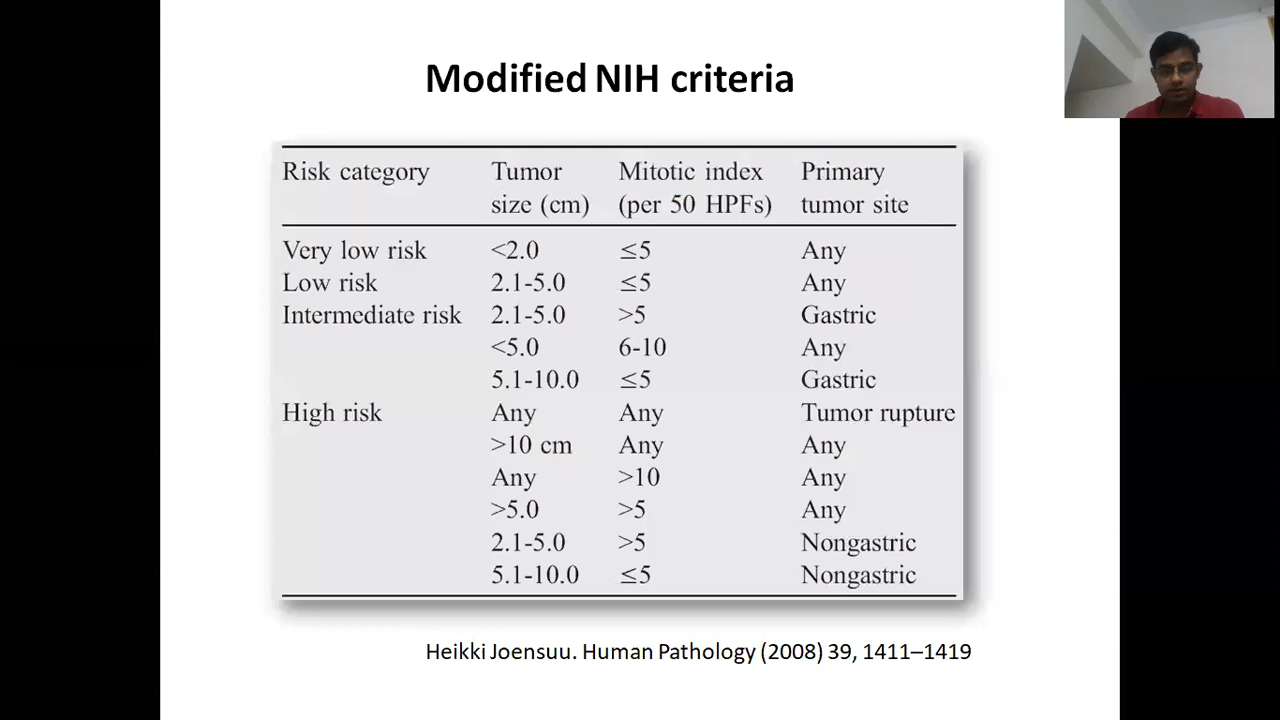 Modified NIH criteria
Risk category Tumor size (cm) Mitotic index (per 50 HPFs) Primary tumor site
Very low risk <2.0 ≤5 Any
Low risk 2.1-5.0 ≤5 Any
Intermediate risk 2.1-5.0 >5 Gastric
<5.0 6-10 Any
5.1-10.0 ≤5 Gastric
High risk Any Any Tumor rupture
>10 cm Any Any
Any >10 Any
>5.0 >5 Any
2.1-5.0 >5 Nongastric
5.1-10.0 ≤5 Nongastric
Heikki Joensuu. Human Pathology (2008) 39, 1411–1419